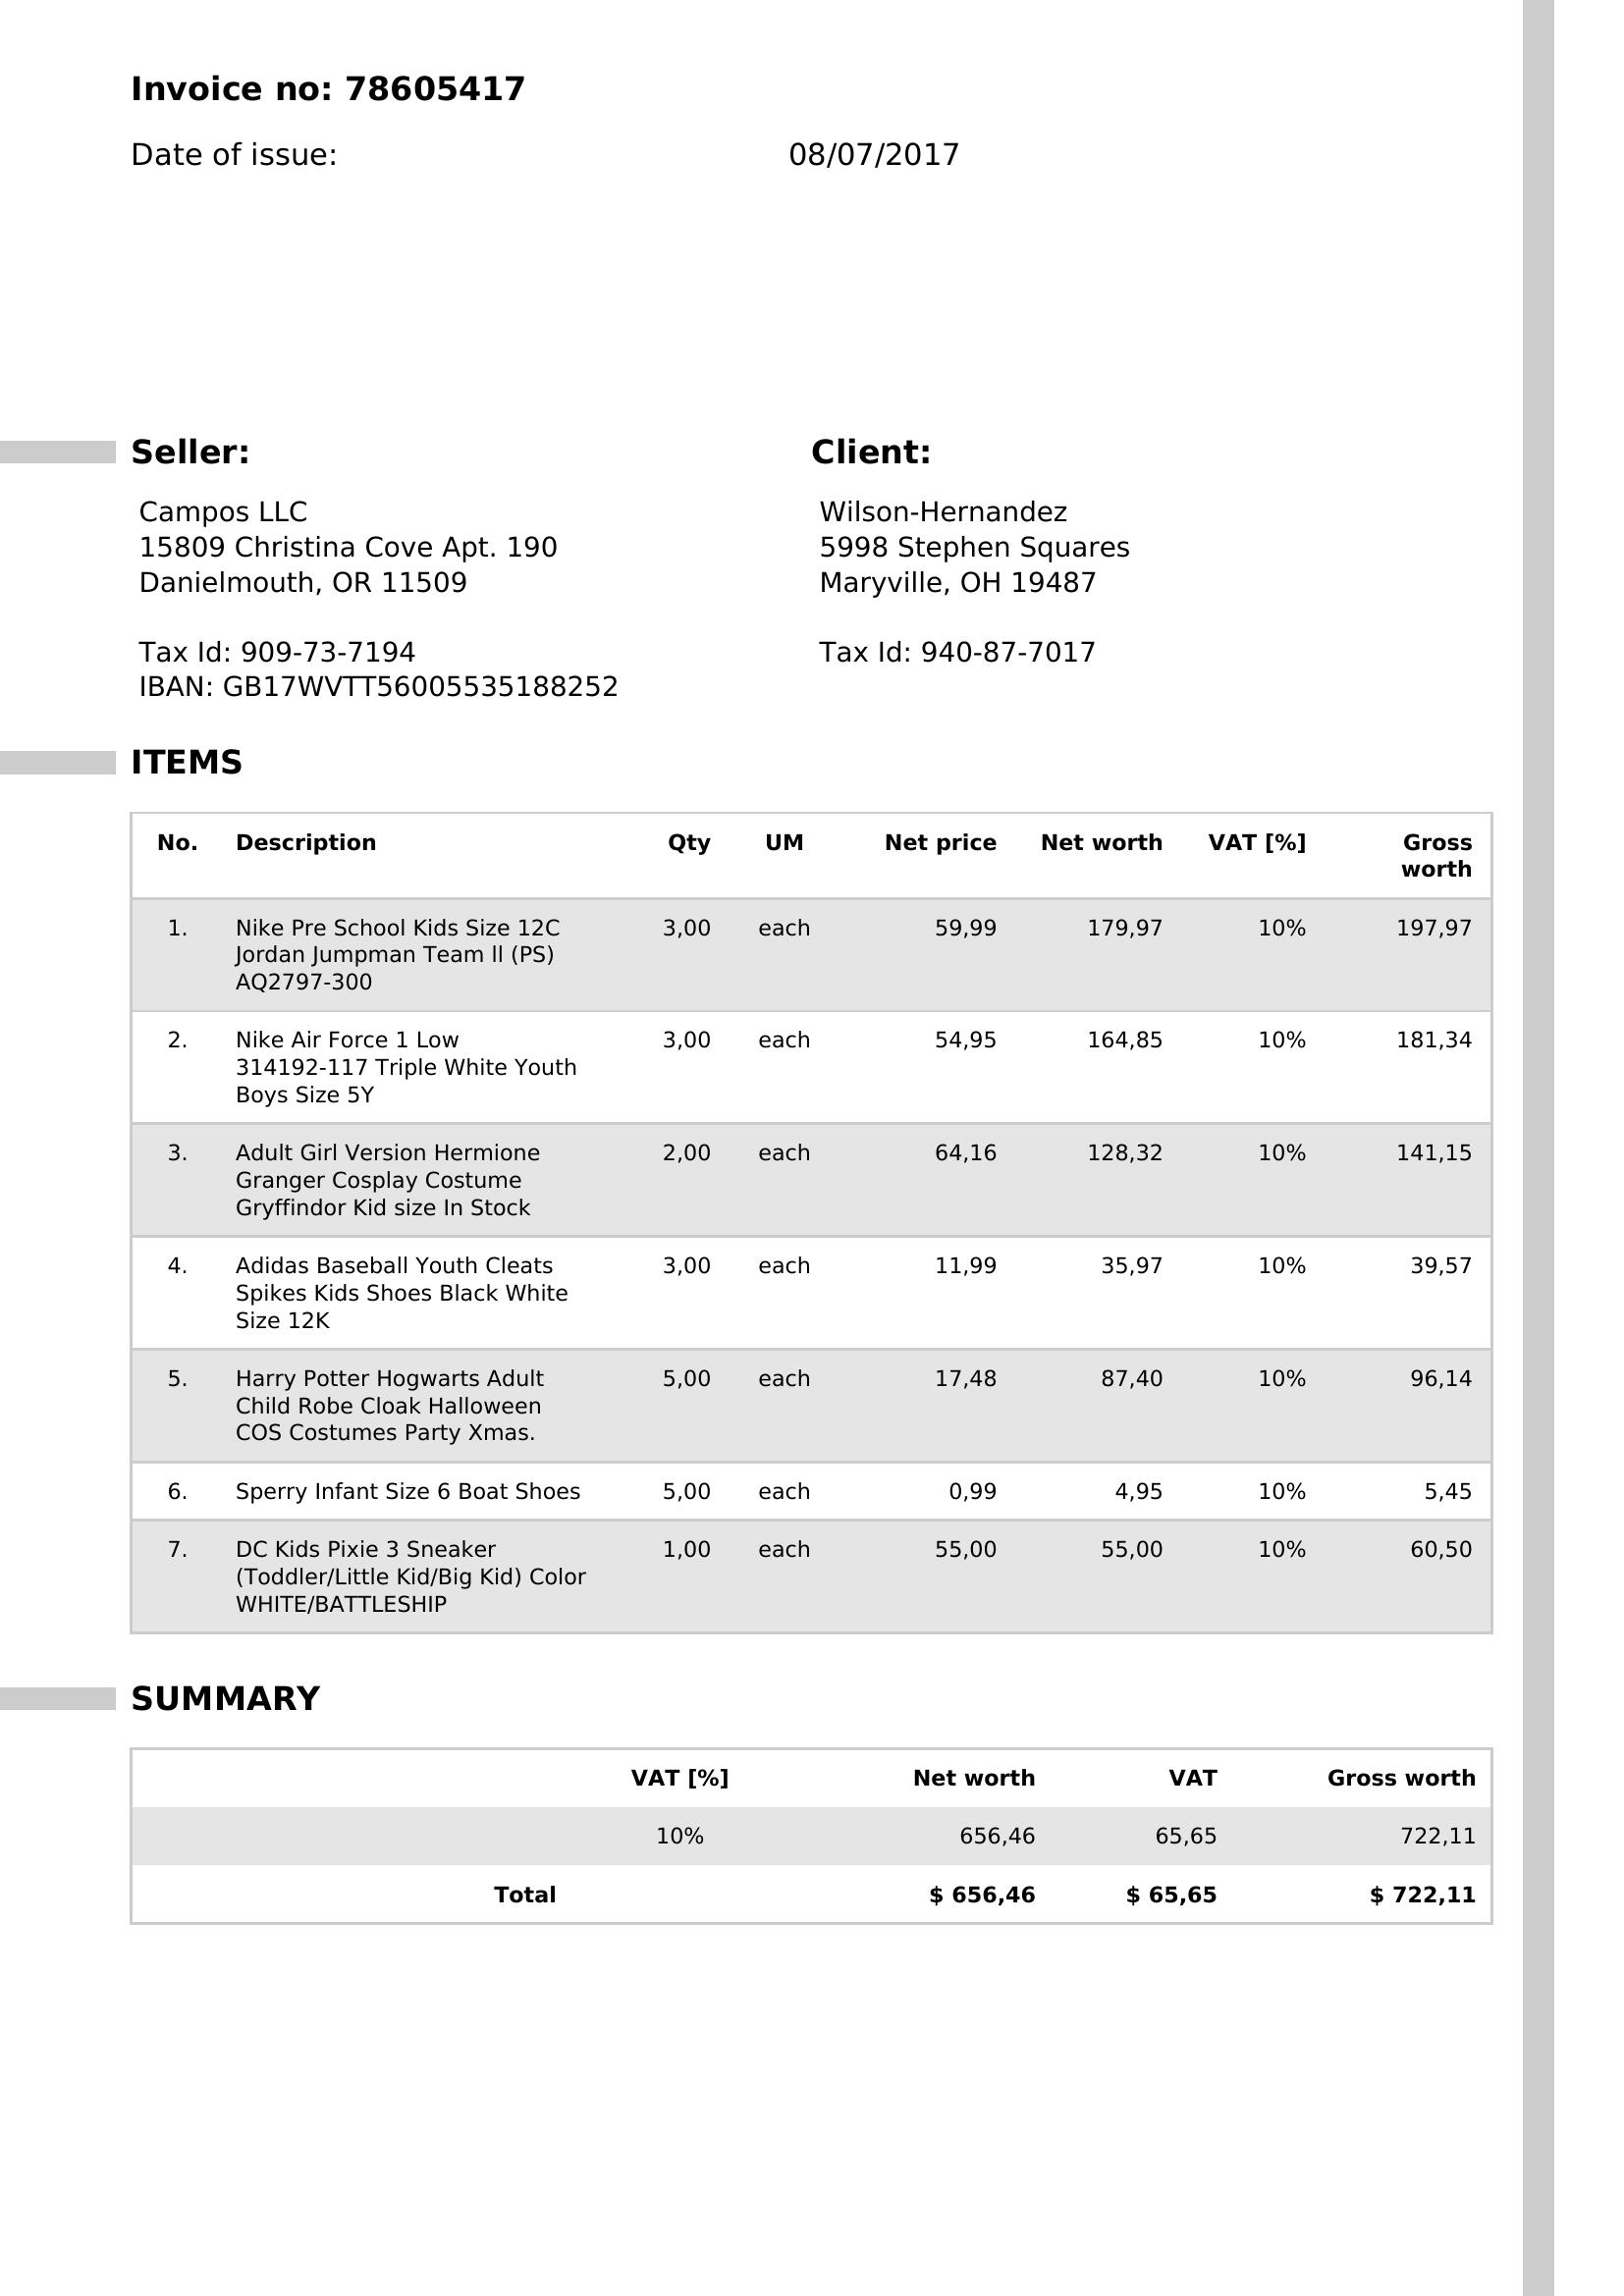 Invoice no: 78605417
Date of issue: 08/07/2017
Seller: Client:
Campos LLC Wilson-Hernandez
15809 Christina Cove Apt. 190 5998 Stephen Squares
Danielmouth, OR 11509 Maryville, OH 19487
Tax Id: 909-73-7194 Tax Id: 940-87-7017
IBAN: GB17WVTT56005535188252
ITEMS
No. Description Qty UM Net price Net worth VAT [%] Gross
worth
1. Nike Pre School Kids Size 12C 3,00 each 59,99 179,97 10% 197,97
Jordan Jumpman Team ll (PS)
AQ2797-300
2. Nike Air Force 1 Low 3,00 each 54,95 164,85 10% 181,34
314192-117 Triple White Youth
Boys Size 5Y
3. Adult Girl Version Hermione 2,00 each 64,16 128,32 10% 141,15
Granger Cosplay Costume
Gryffindor Kid size In Stock
4. Adidas Baseball Youth Cleats 3,00 each 11,99 35,97 10% 39,57
Spikes Kids Shoes Black White
Size 12K
5. Harry Potter Hogwarts Adult 5,00 each 17,48 87,40 10% 96,14
Child Robe Cloak Halloween
COS Costumes Party Xmas.
6. Sperry Infant Size 6 Boat Shoes 5,00 each 0,99 4,95 10% 5,45
7. DC Kids Pixie 3 Sneaker 1,00 each 55,00 55,00 10% 60,50
(Toddler/Little Kid/Big Kid) Color
WHITE/BATTLESHIP
SUMMARY
VAT [%] Net worth VAT Gross worth
10% 656,46 65,65 722,11
Total $ 656,46 $ 65,65 $ 722,11